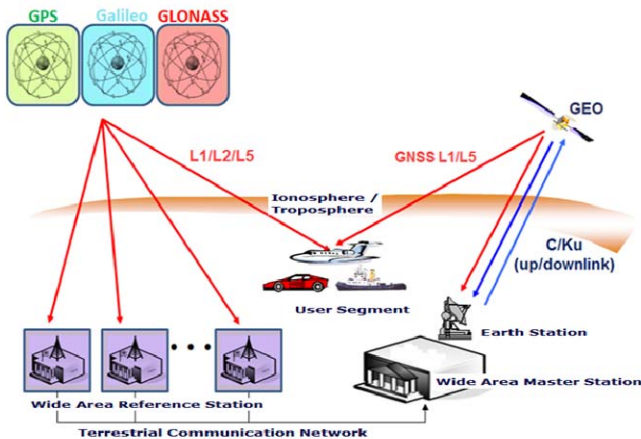 GPS Galileo GLONASS
GEO
L1/L2/L5
GNSS L1/L5
Ionosphere /
Troposphere
C/Ku
(up/downlink)
User Segment
Earth Station
Wide Area Master Station
Wide Area Reference Station
Terrestrial Communication Network